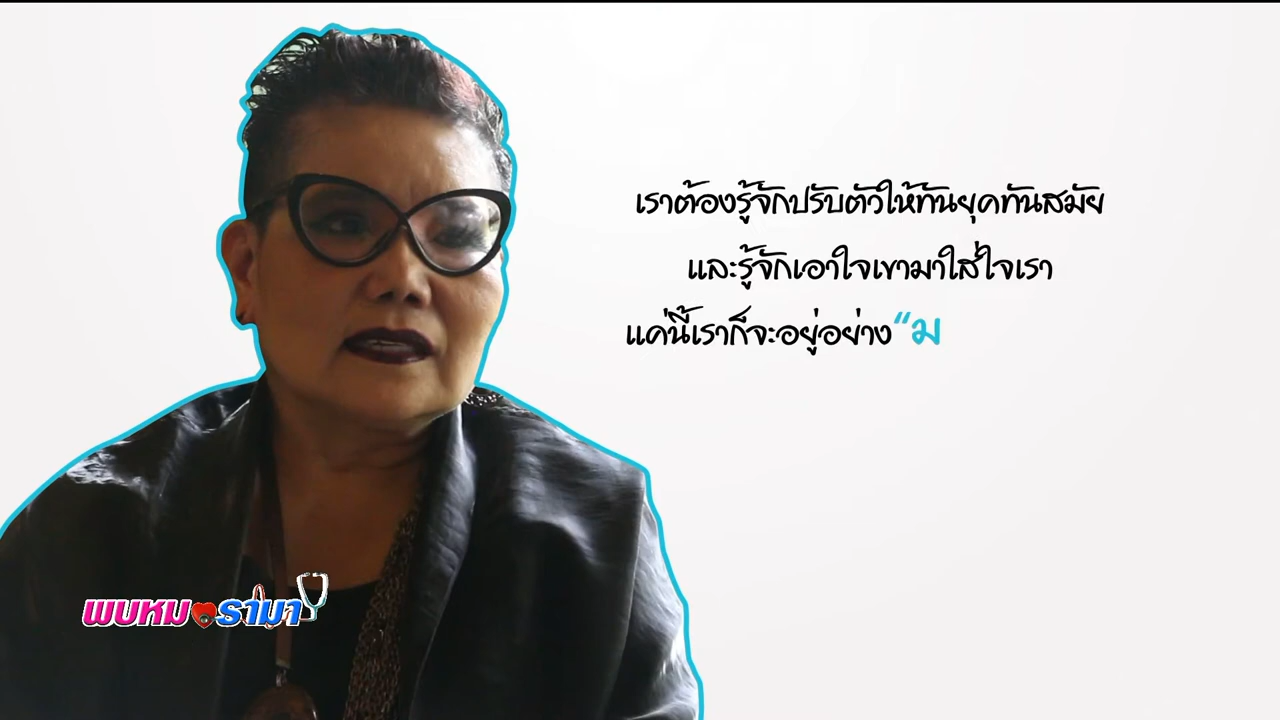 เราต้องรู้จักปรับตัวให้ทันยุคทันสมัย
และรู้จักเอาใจเขามาใส่ใจเรา
แค่นี้เราก็จะอยู่อย่าง “ม
พบหมอรามา